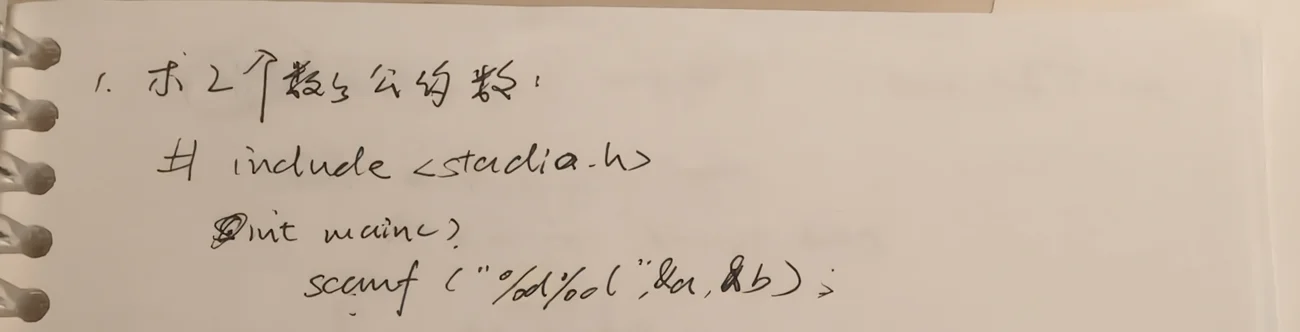 1. 求2个数与公约数:
# include <stadia.h>
int main()
scanf ("%d%d",&a,&b);